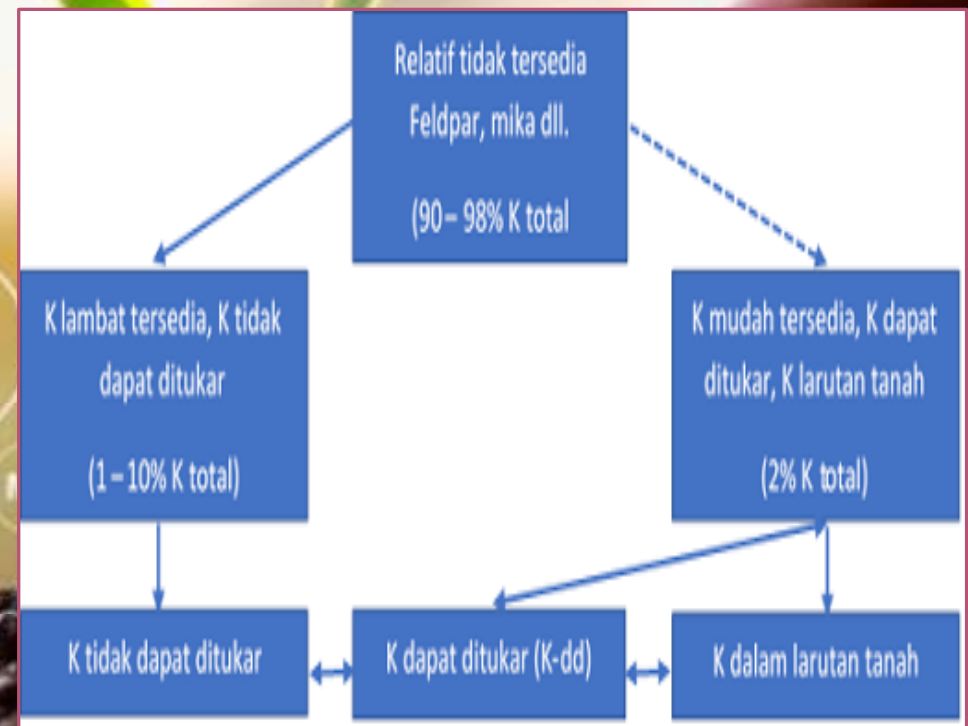 Relatif tidak tersedia
Feldpar, mika dll.
(90 – 98% K total
K lambat tersedia, K tidak
dapat ditukar
(1 – 10% K total)
K mudah tersedia, K dapat
ditukar, K larutan tanah
(2% K total)
K tidak dapat ditukar
K dapat ditukar (K-dd)
K dalam larutan tanah